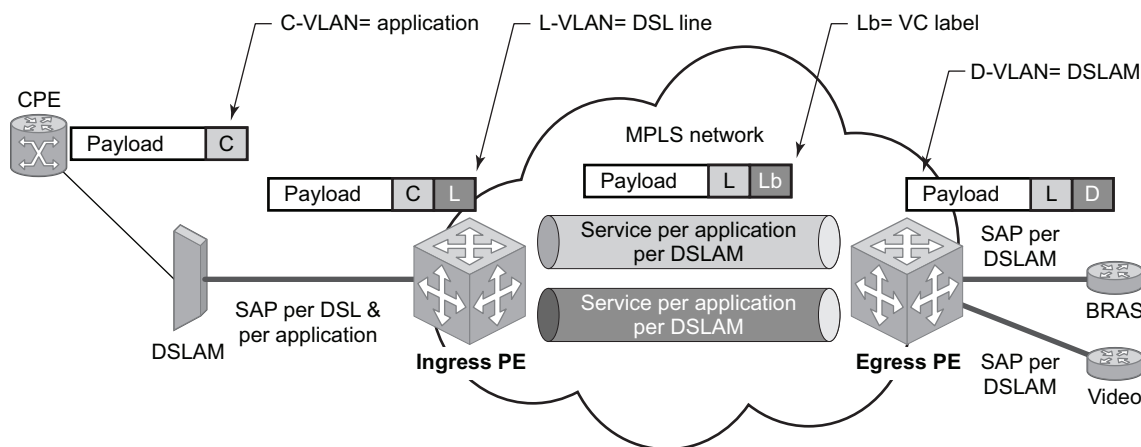 C-VLAN= application
L-VLAN= DSL line
Lb= VC label
D-VLAN= DSLAM
CPE
Payload C
MPLS network
Payload C L
Payload L Lb
Payload L D
Service per application
per DSLAM
SAP per
DSLAM
SAP per DSL &
per application
Service per application
per DSLAM
BRAS
DSLAM
Ingress PE
Egress PE
SAP per
DSLAM
Video